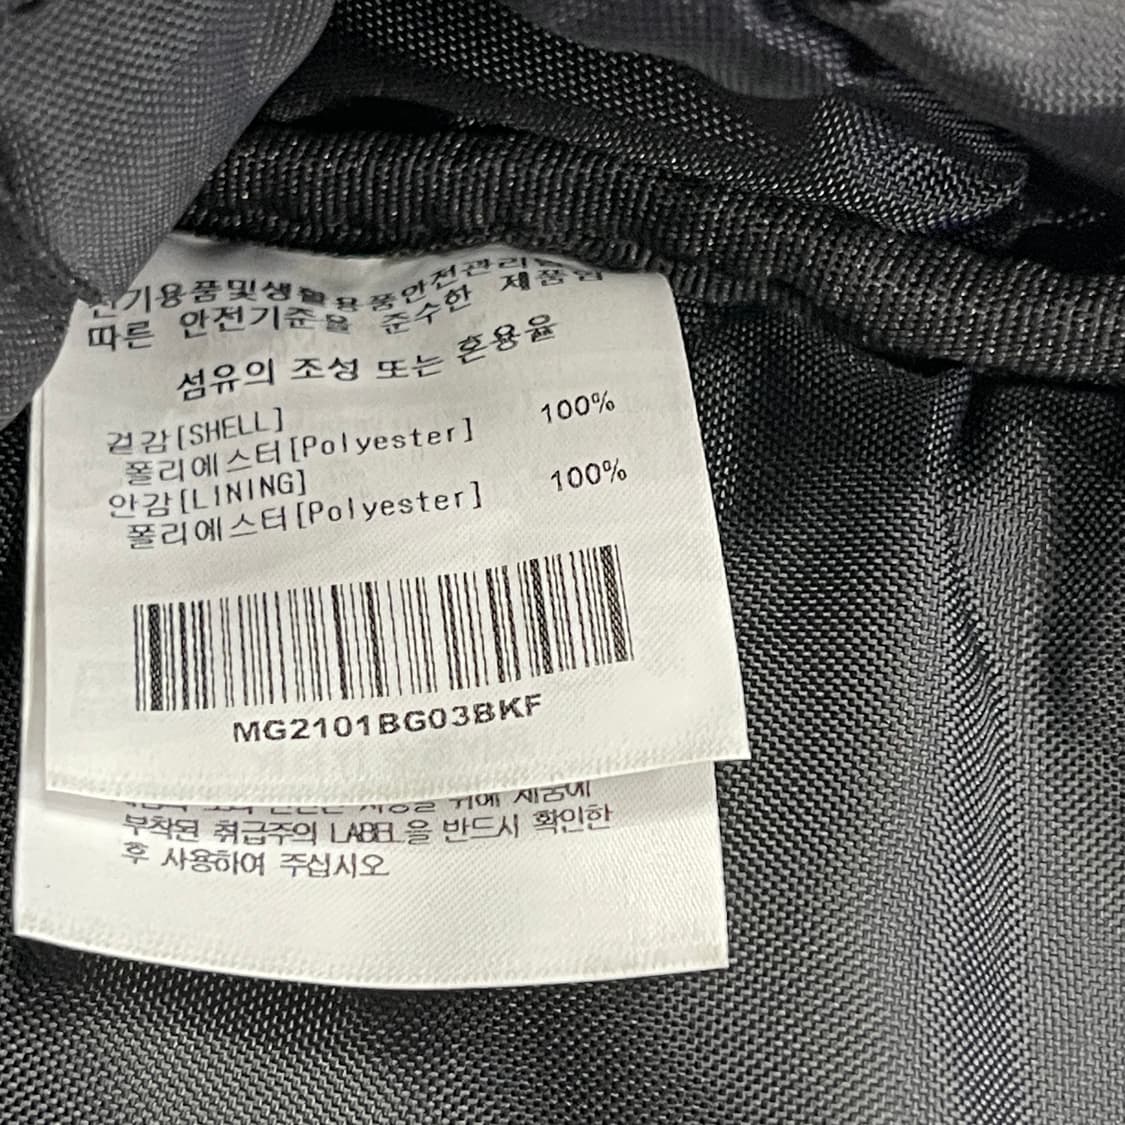 전기용품및생활용품안전관리법
따른 안전기준을 준수한 제품임
섬유의 조성 또는 혼용율
겉감[SHELL]
폴리에스터[Polyester] 100%
안감[LINING]
폴리에스터[Polyester] 100%
MG2101BG03BKF
위해 제품에
부착된 취급주의 LABEL을 반드시 확인한
후 사용하여 주십시오